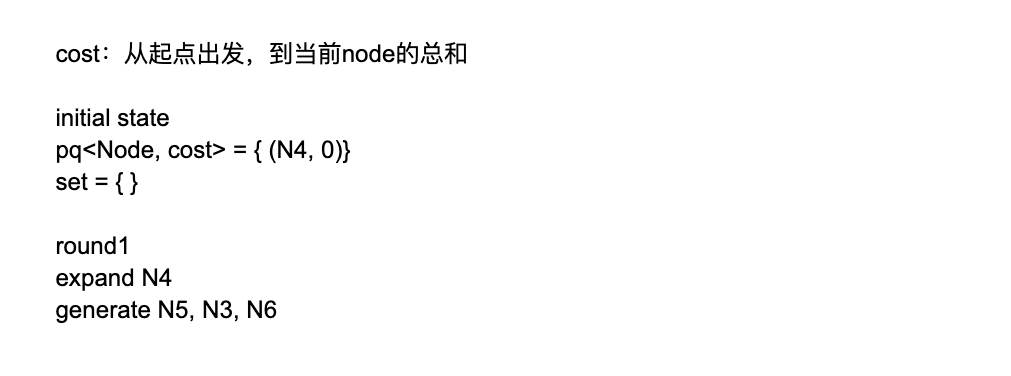 cost：从起点出发，到当前node的总和
initial state
pq<Node, cost> = { (N4, 0)}
set = { }
round1
expand N4
generate N5, N3, N6